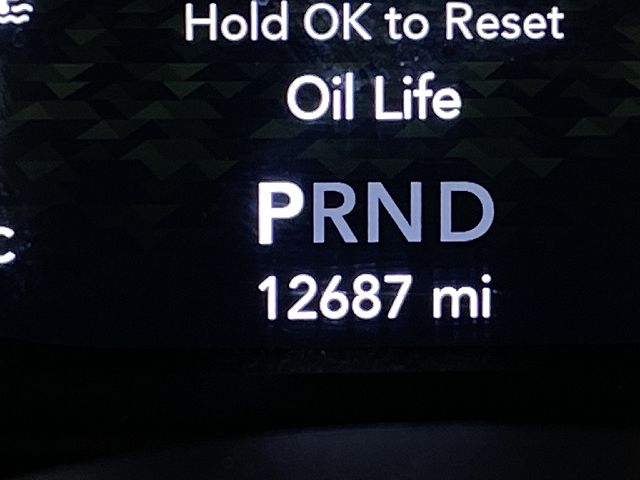 Hold OK to Reset
Oil Life
PRND
C
12687 mi